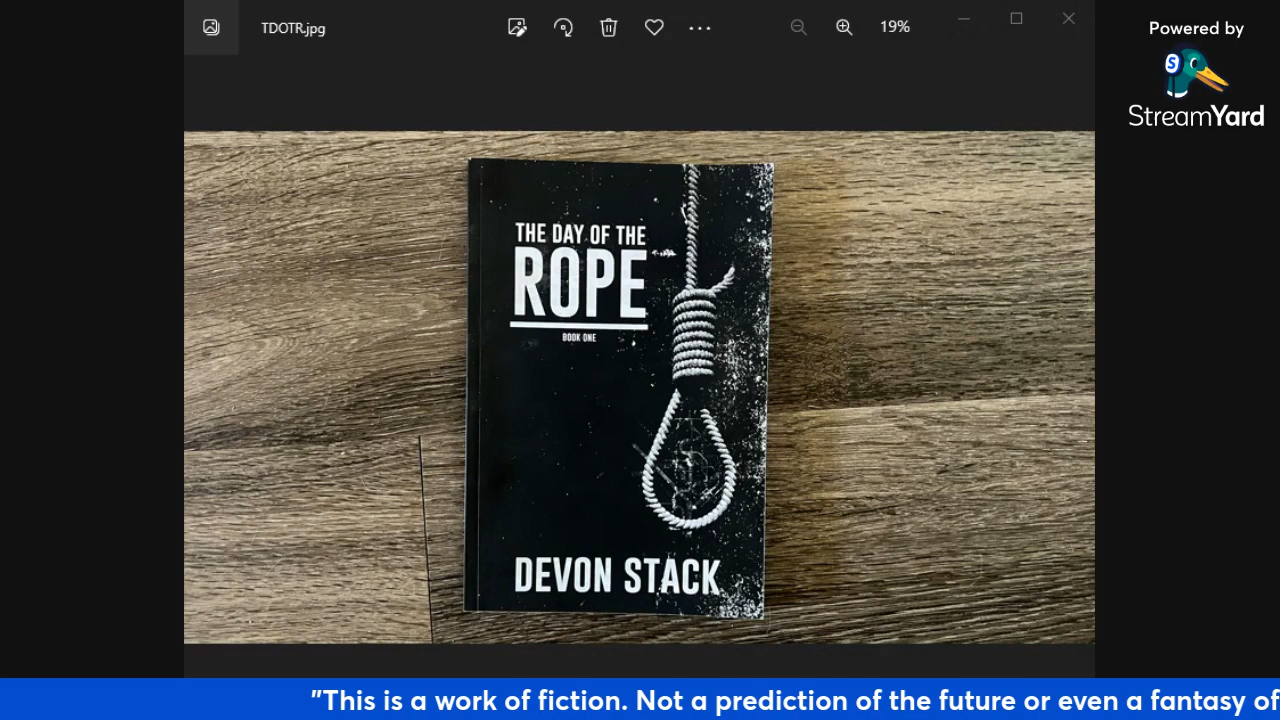 TDOTR.jpg
19%
Powered by
S
StreamYard
THE DAY OF THE
ROPE
BOOK ONE
DEVON STACK
"This is a work of fiction. Not a prediction of the future or even a fantasy of